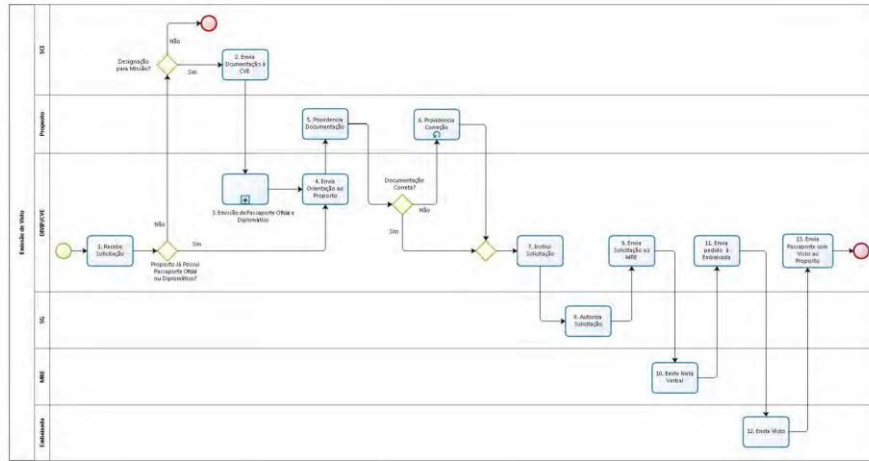 Emissão de Visto
SCI
Não
Designação
para Missão?
Sim
2. Envia
Documentação à
CVE
Proposto
5. Providencia
Documentação
6. Providencia
Correção
Documentação
Correta?
Não
Sim
4. Envia
Orientação ao
Proposto
3. Emissão de Passaporte Oficial e
Diplomático
Não
Sim
1. Recebe
Solicitação
Proposto Já Possui
Passaporte Oficial
ou Diplomático?
7. Instrui
Solicitação
9. Envia
Solicitação ao
MRE
11. Envia
pedido à
Embaixada
13. Envia
Passaporte com
Visto ao
Proposto
SG
Autoriza
Solicitação
MRE
10. Emite Nota
Verbal
Embaixada
12. Emite Visto